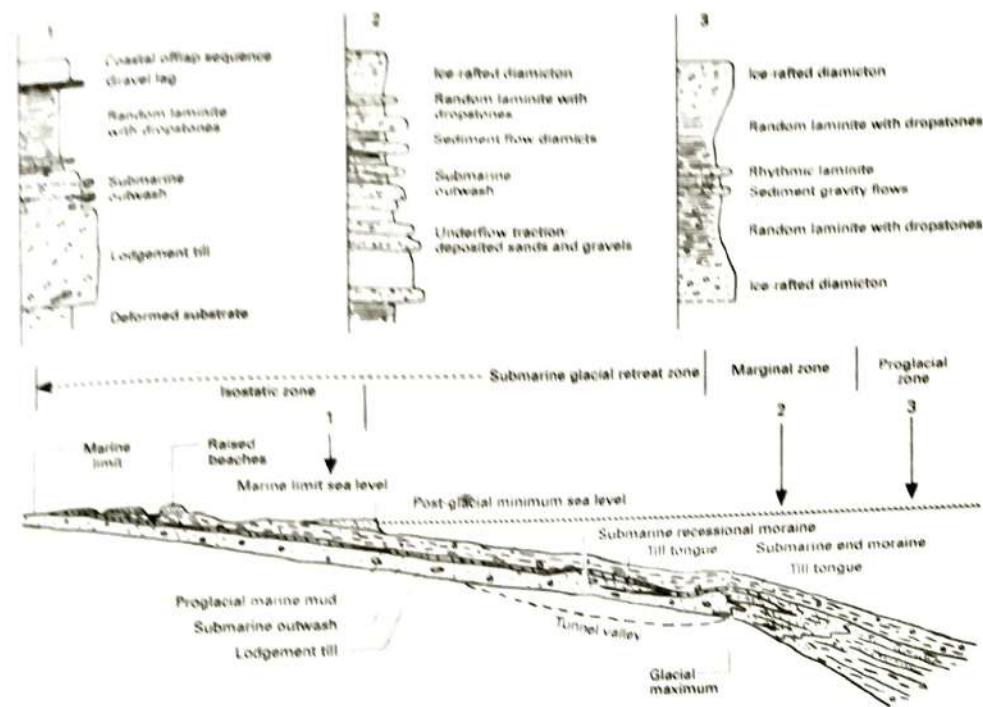 1
Coastal offlap sequence
Gravel lag
Random laminite
with dropstones
Submarine
outwash
Lodgement till
Deformed substrate
2
Ice-rafted diamicton
Random laminite with
dropstones
Sediment flow diamicts
Submarine
outwash
Underflow traction-
deposited sands and gravels
3
Ice-rafted diamicton
Random laminite with dropstones
Rhythmic laminite
Sediment gravity flows
Random laminite with dropstones
Ice-rafted diamicton
Isostatic zone
Submarine glacial retreat zone
Marginal zone
Proglacial
zone
1
2
3
Marine
limit
Raised
beaches
Marine limit sea level
Post-glacial minimum sea level
Submarine recessional moraine
Till tongue
Submarine end moraine
Till tongue
Proglacial marine mud
Submarine outwash
Lodgement till
Tunnel valley
Glacial
maximum